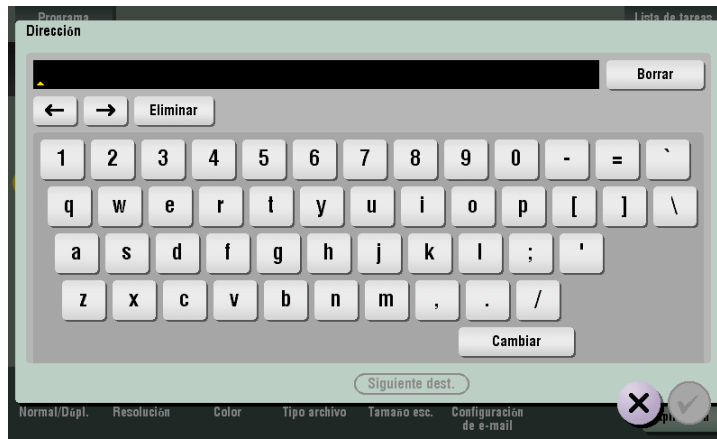 Programa
Lista de tareas
Dirección
Borrar
← → Eliminar
1 2 3 4 5 6 7 8 9 0 - = `
q w e r t y u i o p [ ] \
a s d f g h j k l ; '
z x c v b n m , . /
Cambiar
Siguiente dest.
Normal/Dúpl. Resolución Color Tipo archivo Tamaño esc. Configuración
de e-mail